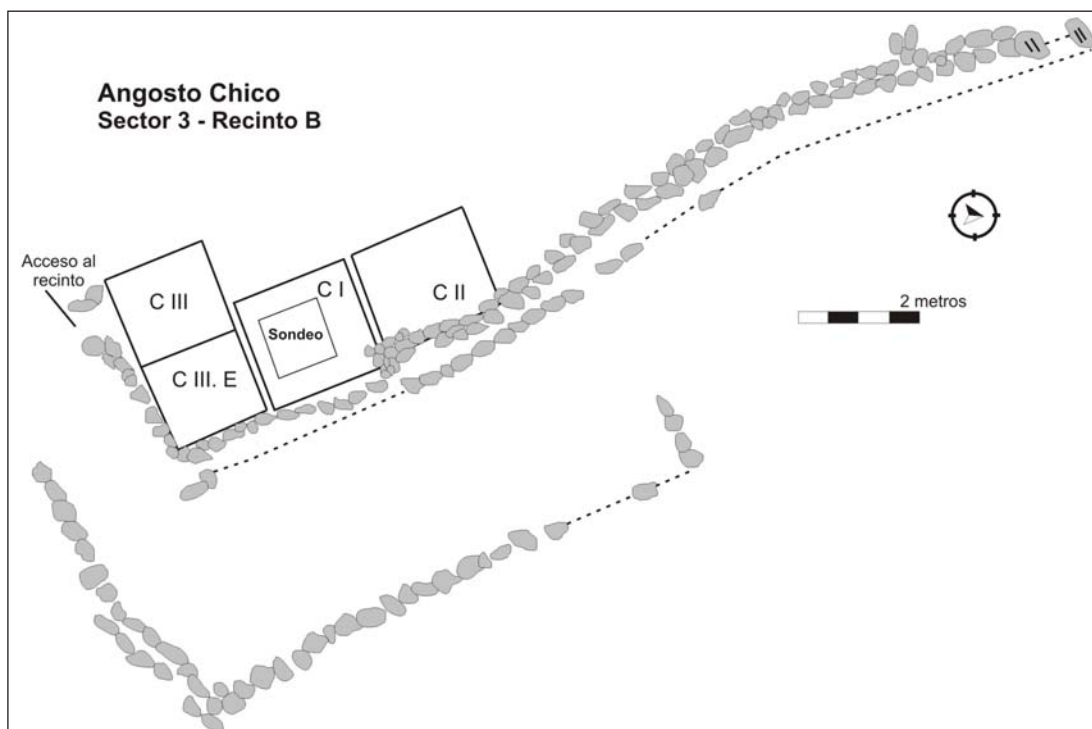 Angosto Chico
Sector 3 - Recinto B
Acceso al
recinto
C III
C I
C II
Sondeo
C III. E
2 metros